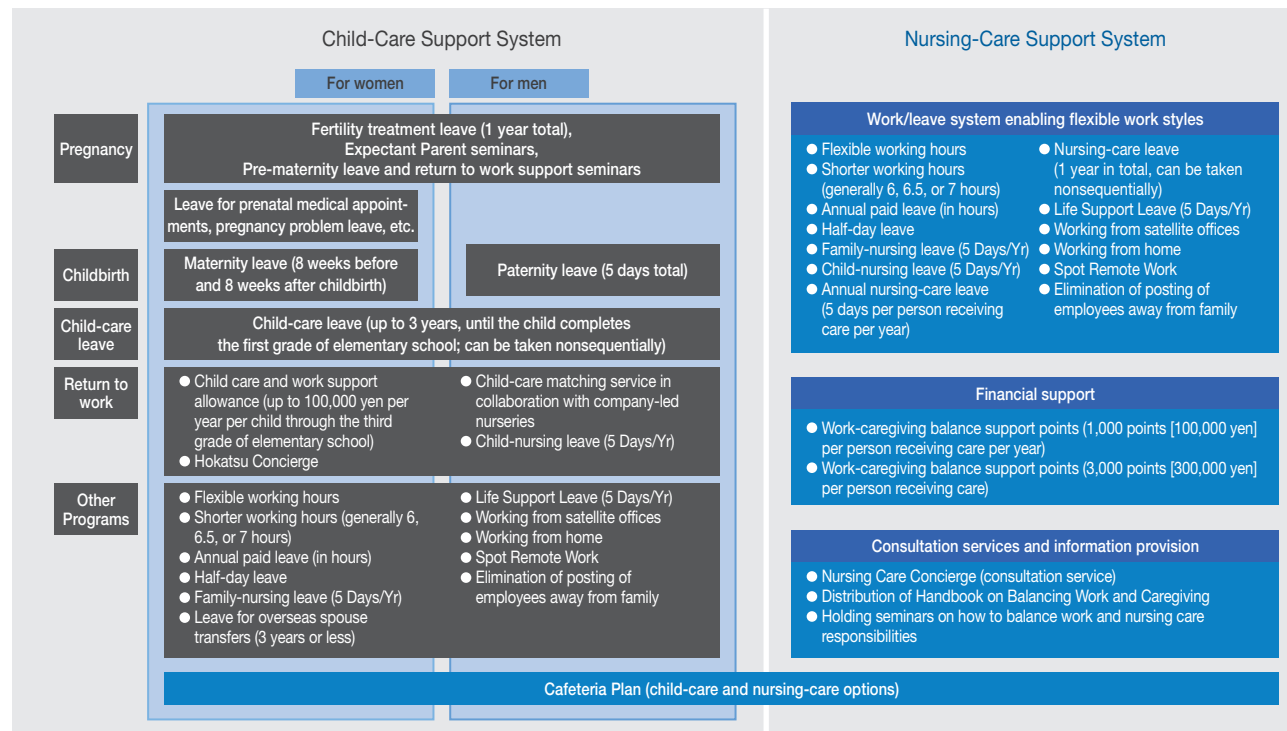 Child-Care Support System
For women
For men
Pregnancy
Fertility treatment leave (1 year total),
Expectant Parent seminars,
Pre-maternity leave and return to work support seminars
Leave for prenatal medical appoint-
ments, pregnancy problem leave, etc.
Childbirth
Maternity leave (8 weeks before
and 8 weeks after childbirth)
Paternity leave (5 days total)
Child-care
leave
Child-care leave (up to 3 years, until the child completes
the first grade of elementary school; can be taken nonsequentially)
Return to
work
● Child care and work support
allowance (up to 100,000 yen per
year per child through the third
grade of elementary school)
● Hokatsu Concierge
● Child-care matching service in
collaboration with company-led
nurseries
● Child-nursing leave (5 Days/Yr)
Other
Programs
● Flexible working hours
● Shorter working hours (generally 6,
6.5, or 7 hours)
● Annual paid leave (in hours)
● Half-day leave
● Family-nursing leave (5 Days/Yr)
● Leave for overseas spouse
transfers (3 years or less)
● Life Support Leave (5 Days/Yr)
● Working from satellite offices
● Working from home
● Spot Remote Work
● Elimination of posting of
employees away from family
Nursing-Care Support System
Work/leave system enabling flexible work styles
● Flexible working hours
● Shorter working hours
(generally 6, 6.5, or 7 hours)
● Annual paid leave (in hours)
● Half-day leave
● Family-nursing leave (5 Days/Yr)
● Child-nursing leave (5 Days/Yr)
● Annual nursing-care leave
(5 days per person receiving
care per year)
● Nursing-care leave
(1 year in total, can be taken
nonsequentially)
● Life Support Leave (5 Days/Yr)
● Working from satellite offices
● Working from home
● Spot Remote Work
● Elimination of posting of
employees away from family
Financial support
● Work-caregiving balance support points (1,000 points [100,000 yen]
per person receiving care per year)
● Work-caregiving balance support points (3,000 points [300,000 yen]
per person receiving care)
Consultation services and information provision
● Nursing Care Concierge (consultation service)
● Distribution of Handbook on Balancing Work and Caregiving
● Holding seminars on how to balance work and nursing care
responsibilities
Cafeteria Plan (child-care and nursing-care options)